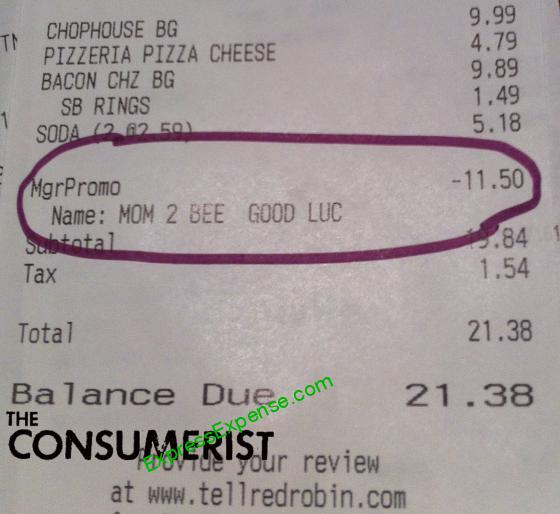 CHOPHOUSE BG 9.99
PIZZERIA PIZZA CHEESE 4.79
BACON CHZ BG 9.89
SB RINGS 1.49
SODA (2 @2.59) 5.18
MgrPromo -11.50
Name: MOM 2 BEE GOOD LUC
Subtotal 19.84
Tax 1.54
Total 21.38
Balance Due 21.38
THE
CONSUMERIST
ExpressExpense.com
Provide your review
at www.tellredrobin.com